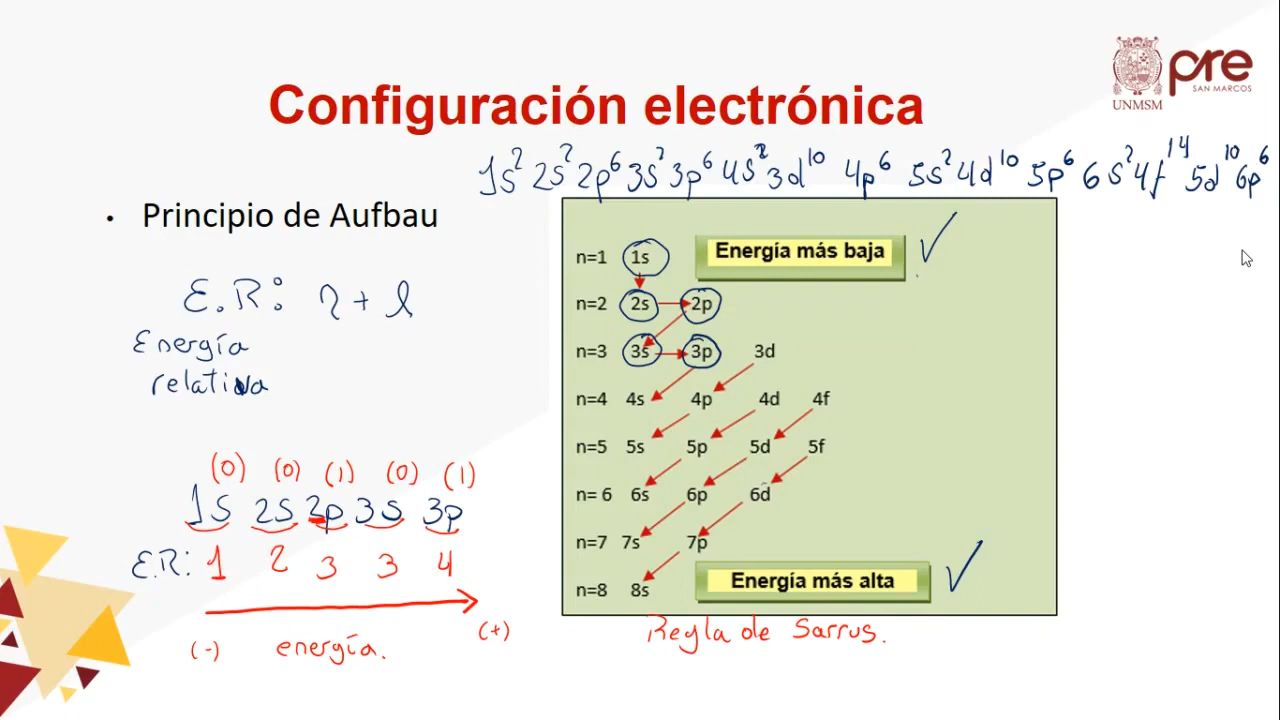 pre
SAN MARCOS
UNMSM
Configuración electrónica
1s² 2s² 2p⁶ 3s² 3p⁶ 4s² 3d¹⁰ 4p⁶ 5s² 4d¹⁰ 5p⁶ 6s² 4f¹⁴ 5d¹⁰ 6p⁶
• Principio de Aufbau
E.R: n + l
Energía
relativa
(0) (0) (1) (0) (1)
1s 2s 2p 3s 3p
E.R: 1 2 3 3 4
(-) energía. (+)
n=1 1s Energía más baja
n=2 2s 2p
n=3 3s 3p 3d
n=4 4s 4p 4d 4f
n=5 5s 5p 5d 5f
n= 6 6s 6p 6d
n=7 7s 7p
n=8 8s Energía más alta
Regla de Sarrus.